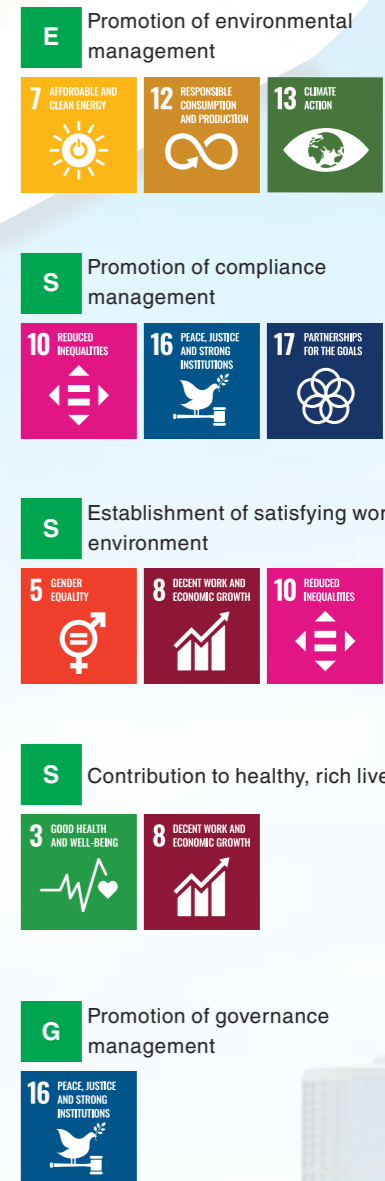 E
Promotion of environmental
management
7 AFFORDABLE AND
CLEAN ENERGY
12 RESPONSIBLE
CONSUMPTION
AND PRODUCTION
13 CLIMATE
ACTION
S
Promotion of compliance
management
10 REDUCED
INEQUALITIES
16 PEACE, JUSTICE
AND STRONG
INSTITUTIONS
17 PARTNERSHIPS
FOR THE GOALS
S
Establishment of satisfying
environment
5 GENDER
EQUALITY
8 DECENT WORK AND
ECONOMIC GROWTH
10 REDUCED
INEQUALITIES
S
Contribution to healthy, rich
3 GOOD HEALTH
AND WELL-BEING
8 DECENT WORK AND
ECONOMIC GROWTH
G
Promotion of governance
management
16 PEACE, JUSTICE
AND STRONG
INSTITUTIONS